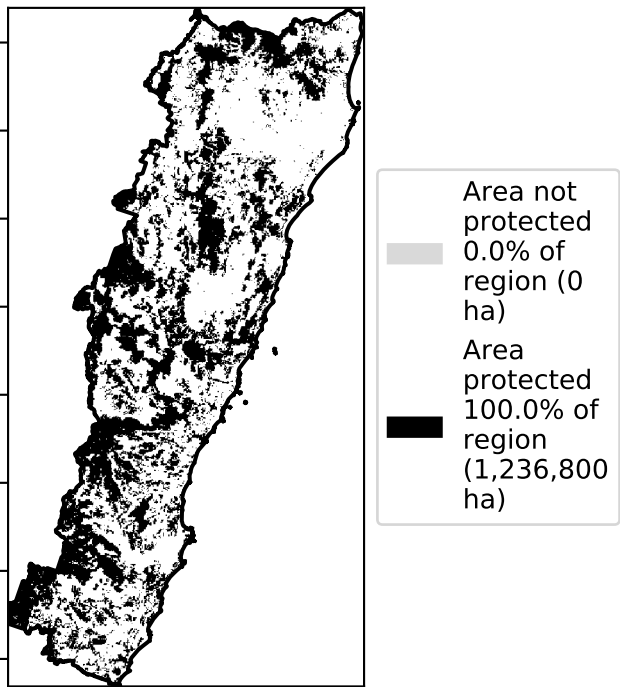 Area not
protected
0.0% of
region (0
ha)
Area
protected
100.0% of
region
(1,236,800
ha)